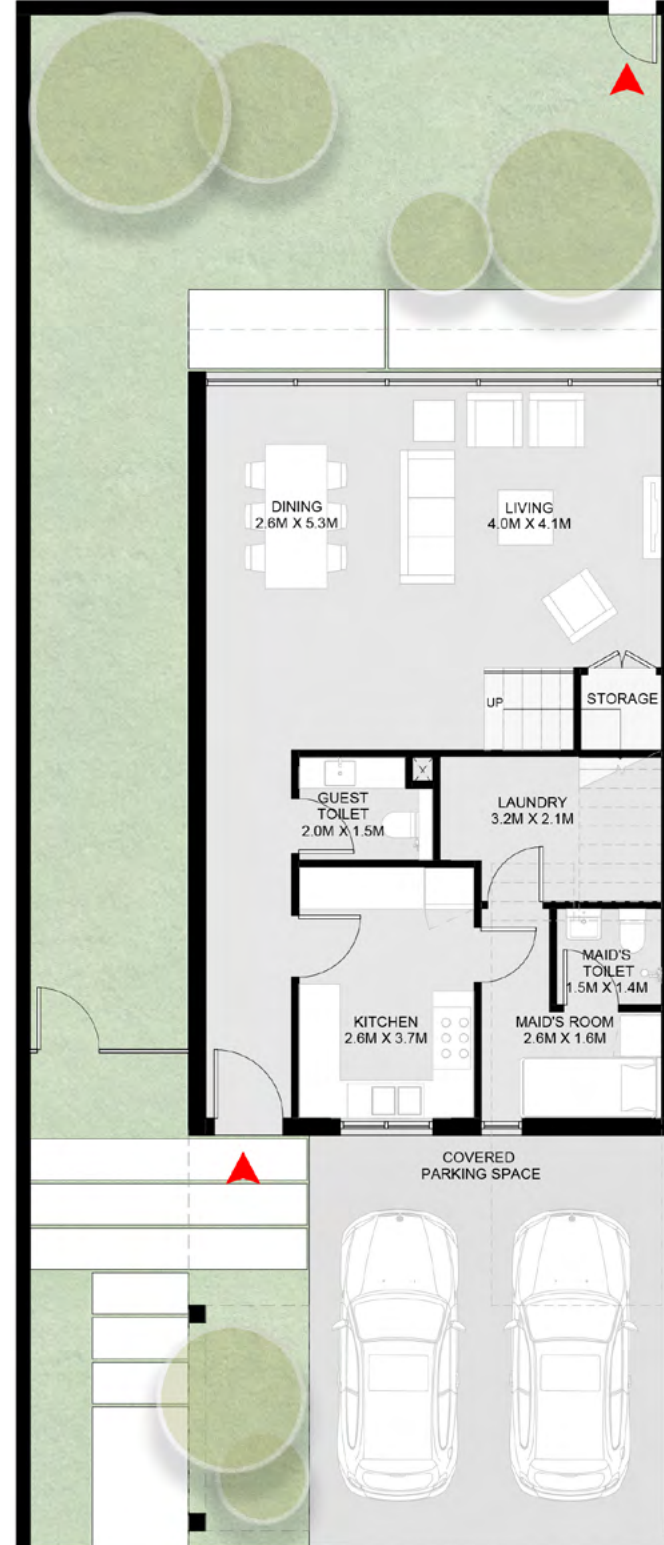 DINING
2.6M X 5.3M
LIVING
4.0M X 4.1M
UP
STORAGE
X
GUEST
TOILET
2.0M X 1.5M
LAUNDRY
3.2M X 2.1M
MAID'S
TOILET
1.5M X 1.4M
KITCHEN
2.6M X 3.7M
MAID'S ROOM
2.6M X 1.6M
COVERED
PARKING SPACE